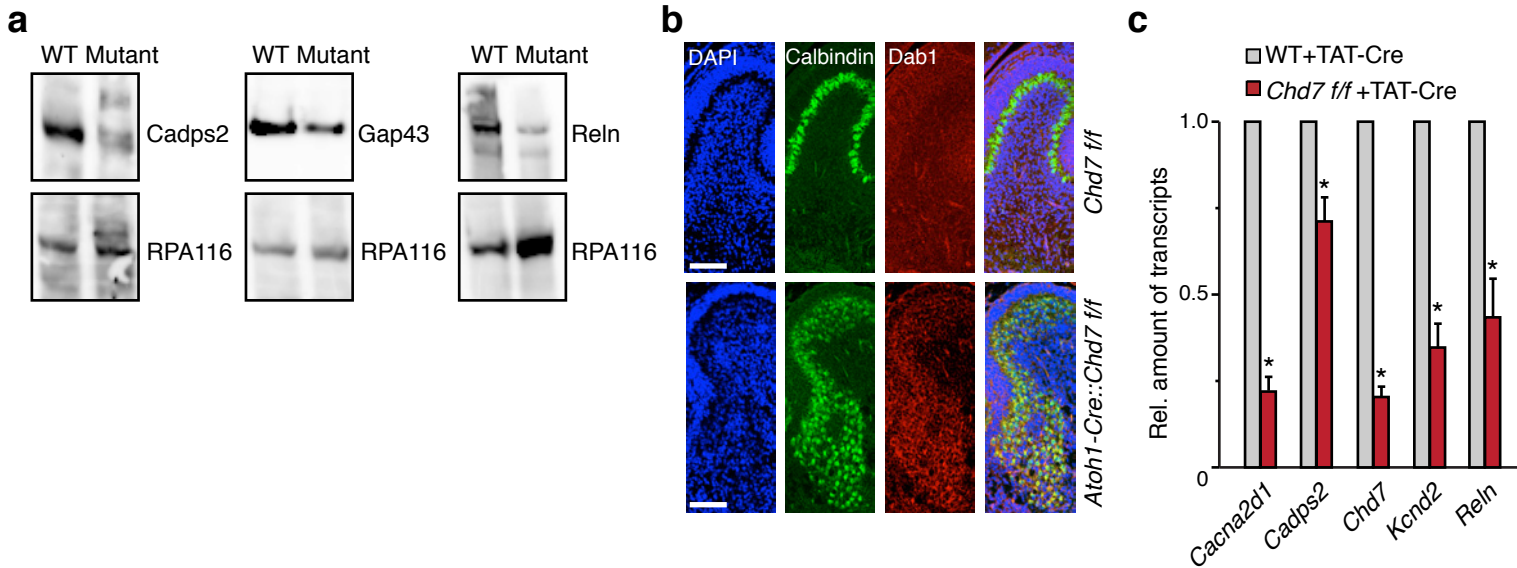 a
WT Mutant
Cadps2
RPA116
WT Mutant
Gap43
RPA116
WT Mutant
Reln
RPA116
b
DAPI
Calbindin
Dab1
Chd7 f/f
Atoh1-Cre::Chd7 f/f
c
WT+TAT-Cre
Chd7 f/f +TAT-Cre
Rel. amount of transcripts
1.0
0.5
0
*
*
*
*
*
Cacna2d1
Cadps2
Chd7
Kcnd2
Reln